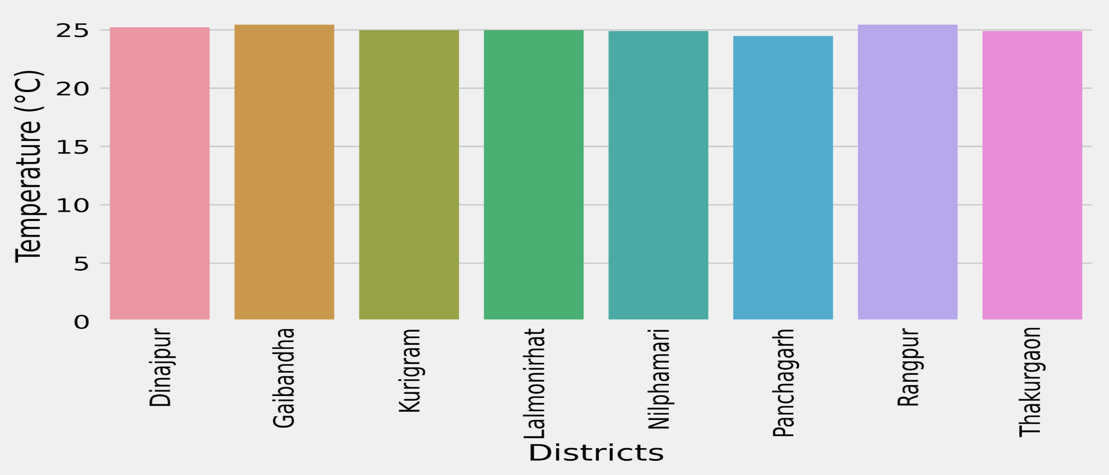 Temperature (°C)
25
20
15
10
5
0
Dinajpur
Gaibandha
Kurigram
Lalmonirhat
Nilphamari
Panchagarh
Rangpur
Thakurgaon
Districts